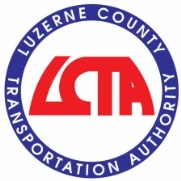 LUZERNE COUNTY
LCTA
TRANSPORTATION AUTHORITY